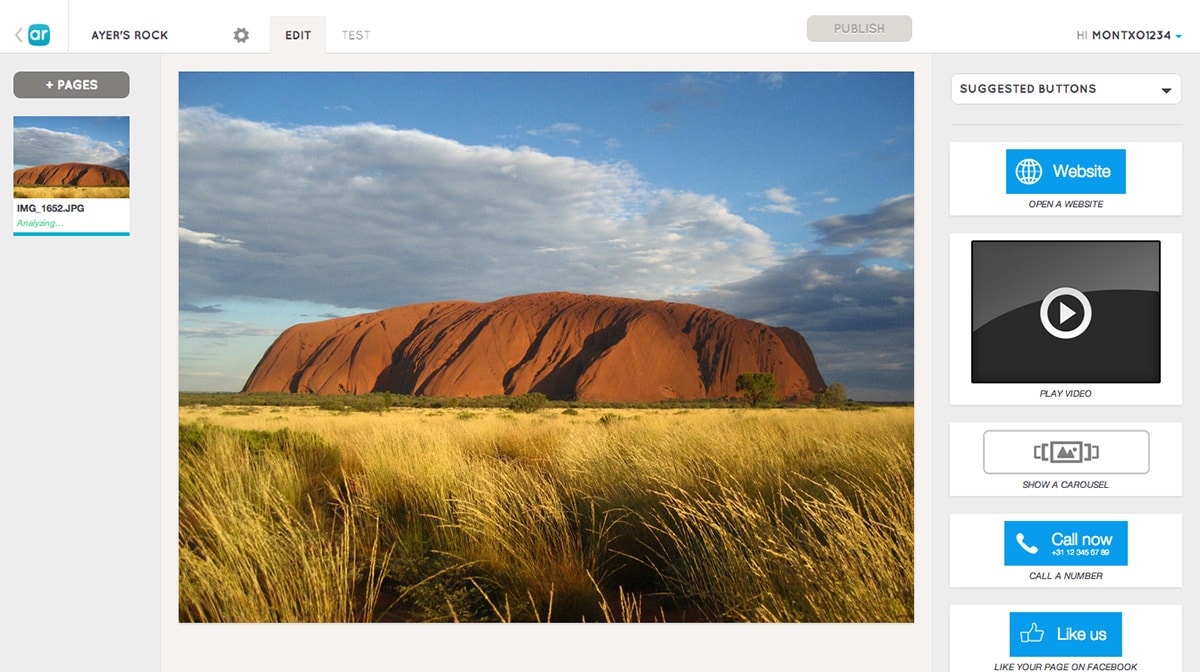 ar
AYER'S ROCK
EDIT
TEST
PUBLISH
HI MONTXO1234
+ PAGES
IMG_1652.JPG
Analyzing...
SUGGESTED BUTTONS
Website
OPEN A WEBSITE
PLAY VIDEO
SHOW A CAROUSEL
Call now
+31 12 345 67 89
CALL A NUMBER
Like us
LIKE YOUR PAGE ON FACEBOOK